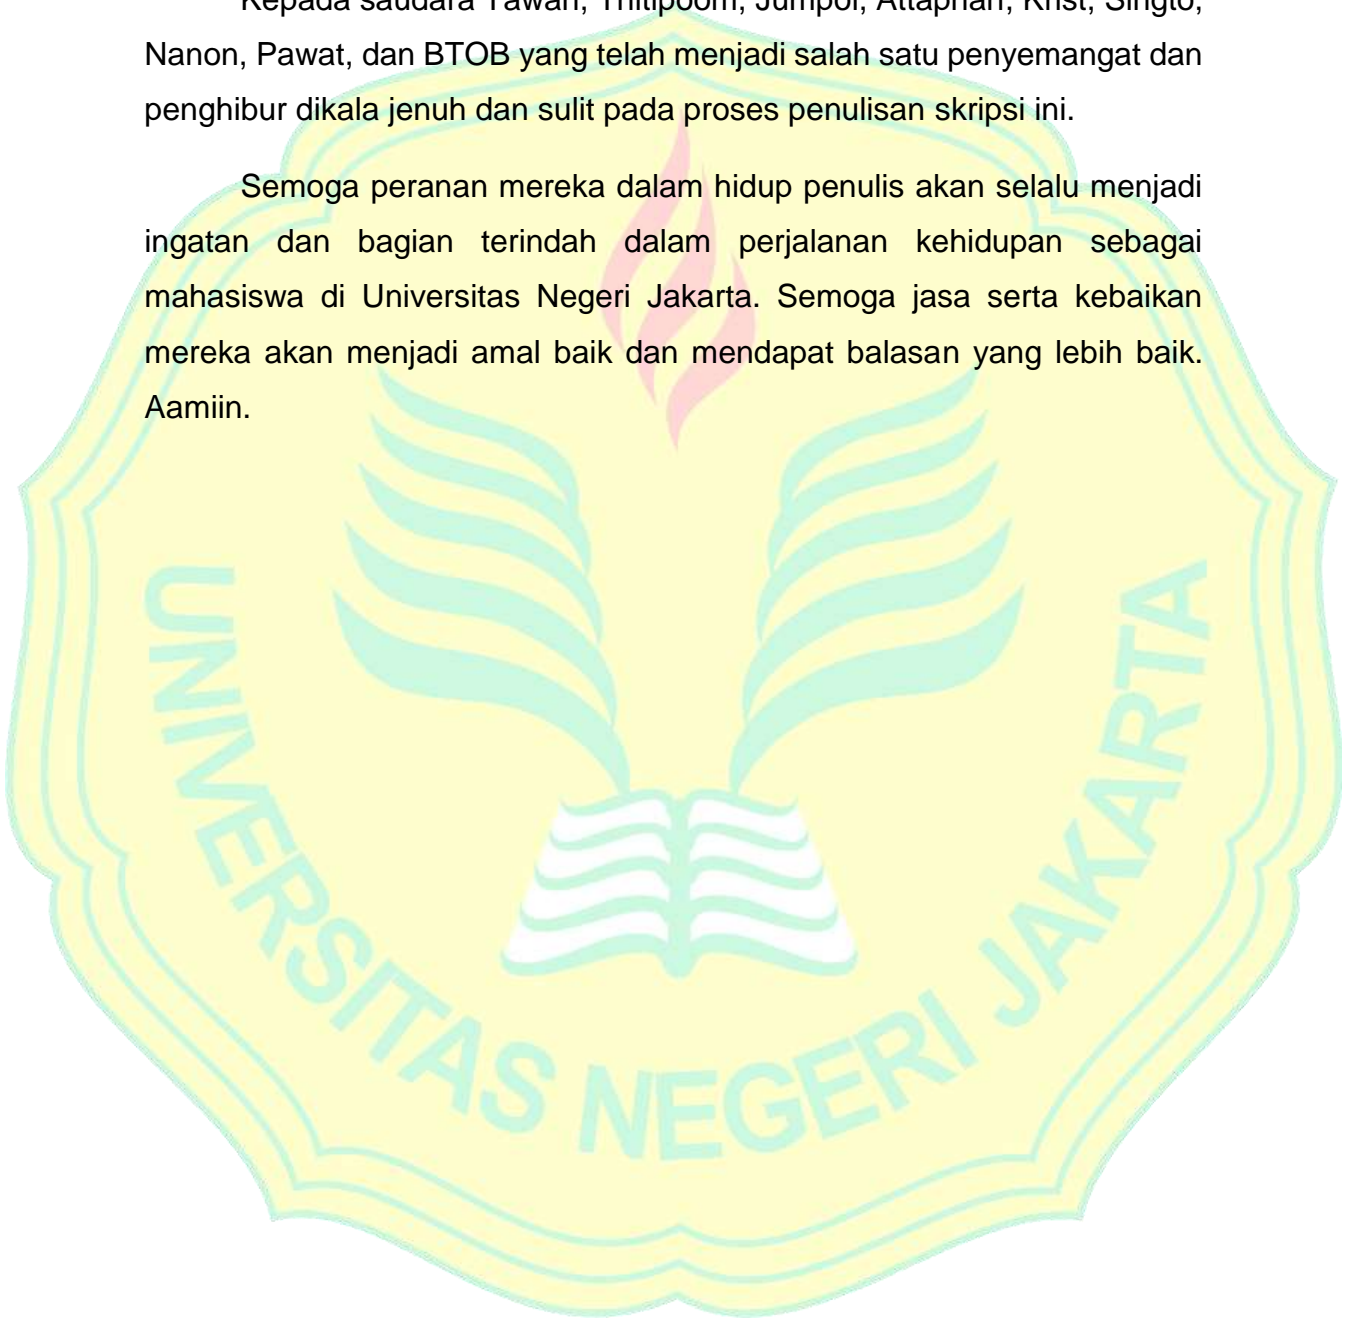 Kepada saudara Tawan, Thitipoom, Jumpol, Attaphan, Krist, Singto,
Nanon, Pawat, dan BTOB yang telah menjadi salah satu penyemangat dan
penghibur dikala jenuh dan sulit pada proses penulisan skripsi ini.
Semoga peranan mereka dalam hidup penulis akan selalu menjadi
ingatan dan bagian terindah dalam perjalanan kehidupan sebagai
mahasiswa di Universitas Negeri Jakarta. Semoga jasa serta kebaikan
mereka akan menjadi amal baik dan mendapat balasan yang lebih baik.
Aamiin.
UNIVERSITAS NEGERI JAKARTA